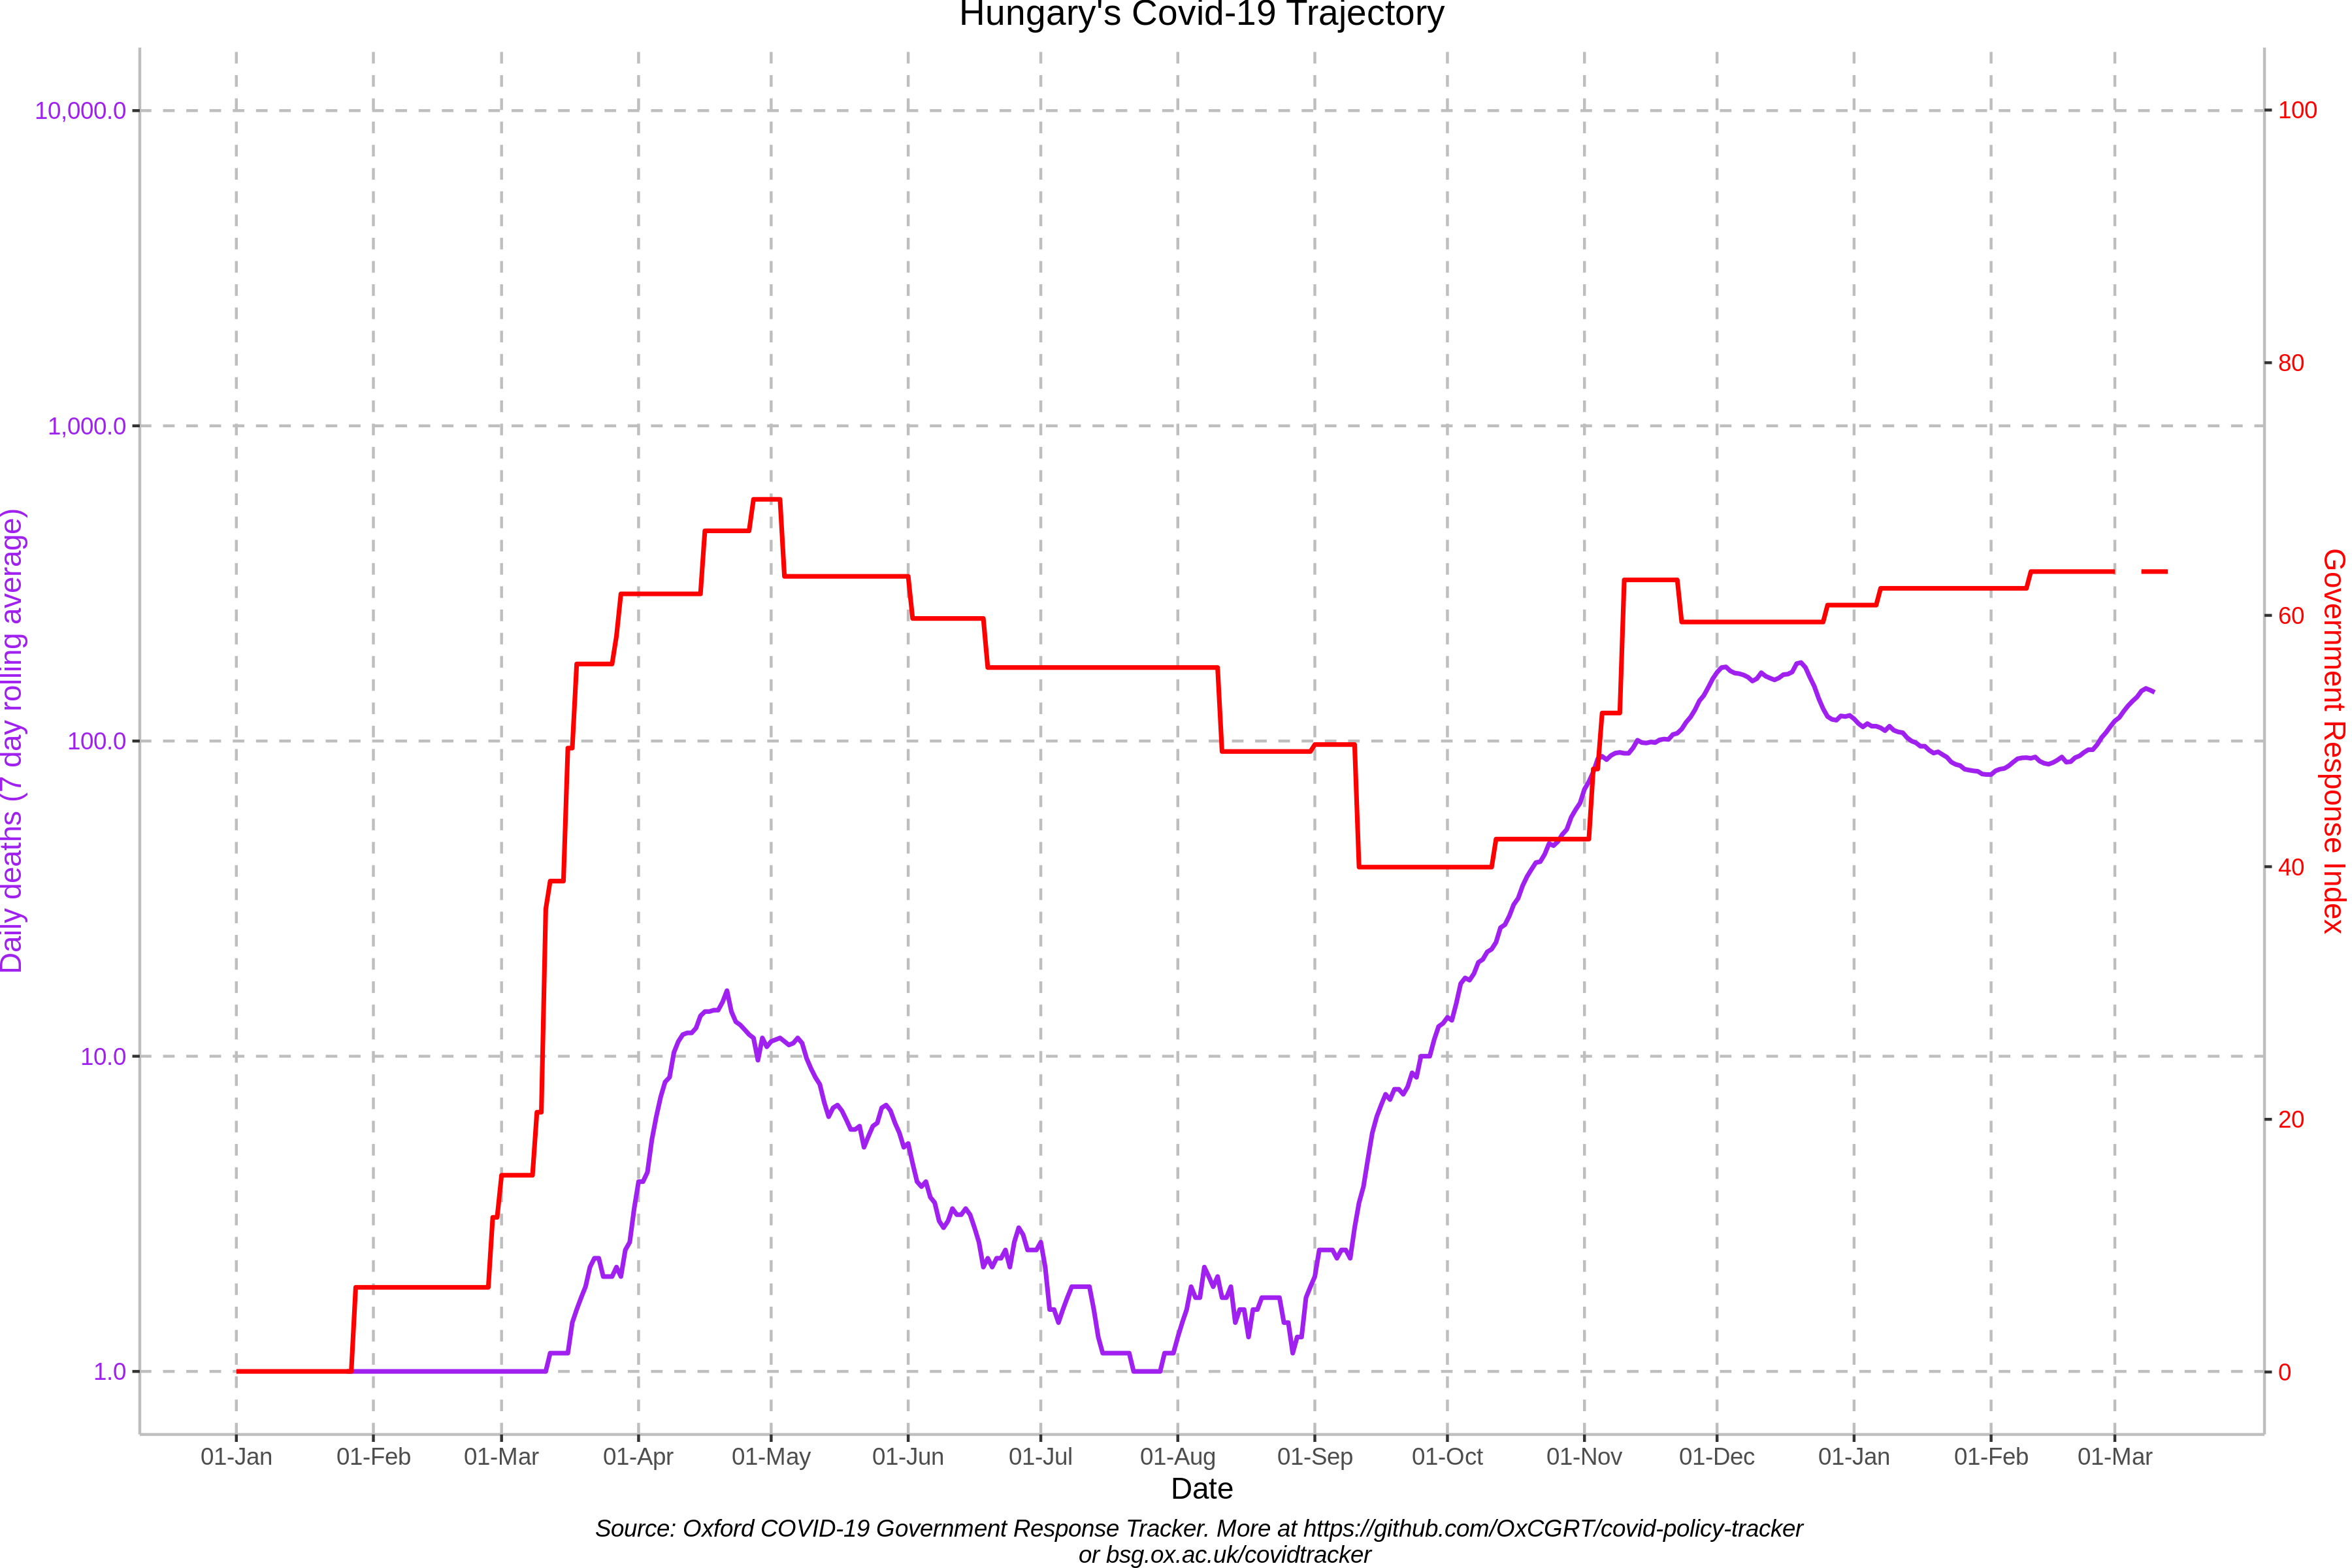 Hungary's Covid-19 Trajectory
10,000.0
1,000.0
100.0
10.0
1.0
Daily deaths (7 day rolling average)
100
80
60
40
20
0
Government Response Index
01-Jan 01-Feb 01-Mar 01-Apr 01-May 01-Jun 01-Jul 01-Aug 01-Sep 01-Oct 01-Nov 01-Dec 01-Jan 01-Feb 01-Mar
Date
Source: Oxford COVID-19 Government Response Tracker. More at https://github.com/OxCGRT/covid-policy-tracker
or bsg.ox.ac.uk/covidtracker